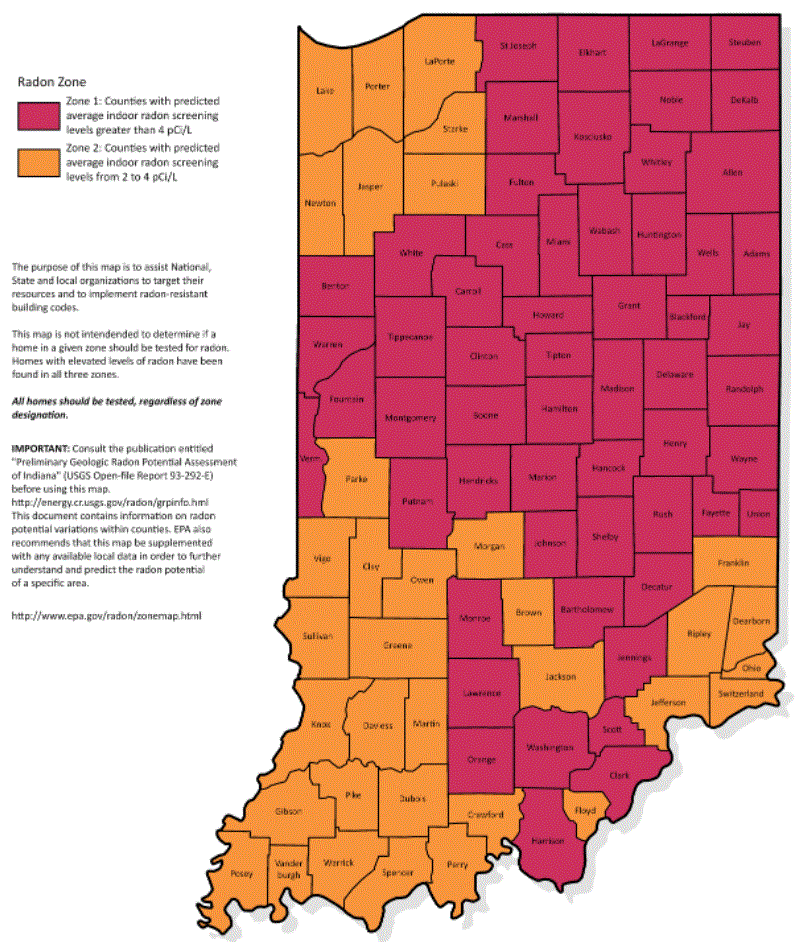 Radon Zone
Zone 1: Counties with predicted
average indoor radon screening
levels greater than 4 pCi/L
Zone 2: Counties with predicted
average indoor radon screening
levels from 2 to 4 pCi/L
The purpose of this map is to assist National,
State and local organizations to target their
resources and to implement radon-resistant
building codes.
This map is not intendended to determine if a
home in a given zone should be tested for radon.
Homes with elevated levels of radon have been
found in all three zones.
All homes should be tested, regardless of zone
designation.
IMPORTANT: Consult the publication entitled
"Preliminary Geologic Radon Potential Assessment
of Indiana" (USGS Open-file Report 93-292-E)
before using this map.
http://energy.cr.usgs.gov/radon/grpinfo.hml
This document contains information on radon
potential variations within counties. EPA also
recommends that this map be supplemented
with any available local data in order to further
understand and predict the radon potential
of a specific area.
http://www.epa.gov/radon/zonemap.html
St Joseph
Elkhart
LaGrange
Steuben
LaPorte
Porter
Lake
Noble
DeKalb
Marshall
Starke
Kosciusko
Whitley
Allen
Fulton
Pulaski
Jasper
Newton
White
Cass
Miami
Wabash
Huntington
Wells
Adams
Benton
Carroll
Grant
Blackford
Jay
Howard
Warren
Tippecanoe
Clinton
Tipton
Madison
Delaware
Randolph
Fountain
Montgomery
Boone
Hamilton
Henry
Wayne
Verm
Parke
Putnam
Hendricks
Marion
Hancock
Rush
Fayette
Union
Vigo
Clay
Owen
Morgan
Johnson
Shelby
Franklin
Decatur
Sullivan
Greene
Monroe
Brown
Bartholomew
Ripley
Dearborn
Ohio
Jennings
Jackson
Lawrence
Jefferson
Switzerland
Knox
Daviess
Martin
Orange
Washington
Scott
Clark
Gibson
Pike
Dubois
Crawford
Floyd
Harrison
Posey
Vander
burgh
Warrick
Spencer
Perry